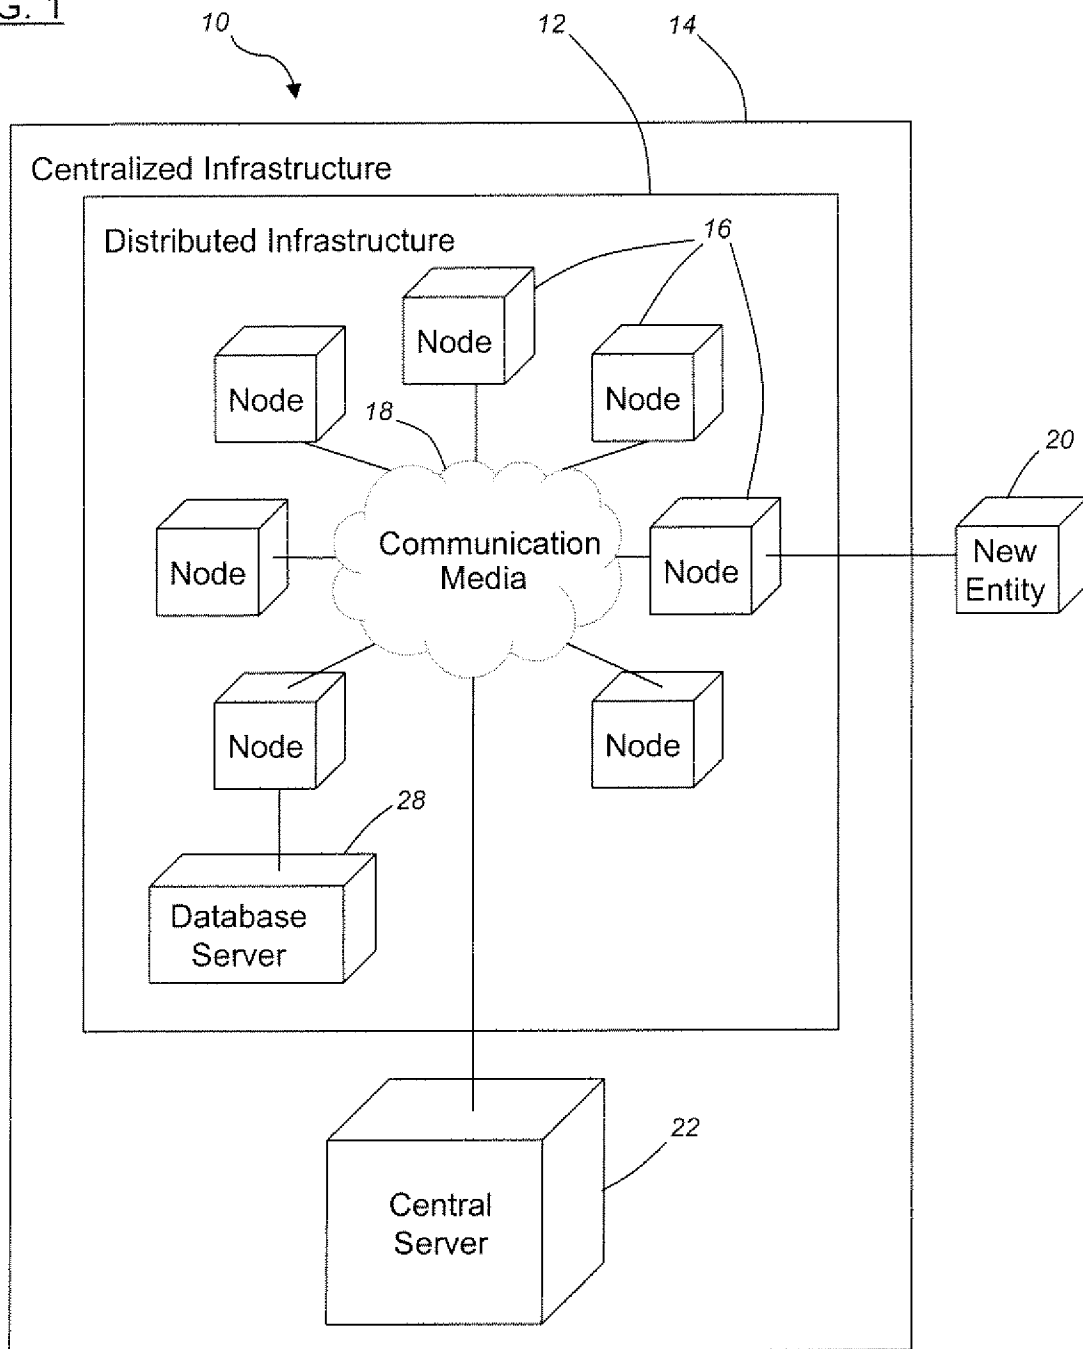 G. 1
10
12
14
Centralized Infrastructure
Distributed Infrastructure
16
Node
Node
Node
18
20
Communication
Media
Node
Node
New
Entity
Node
Node
28
Database
Server
22
Central
Server